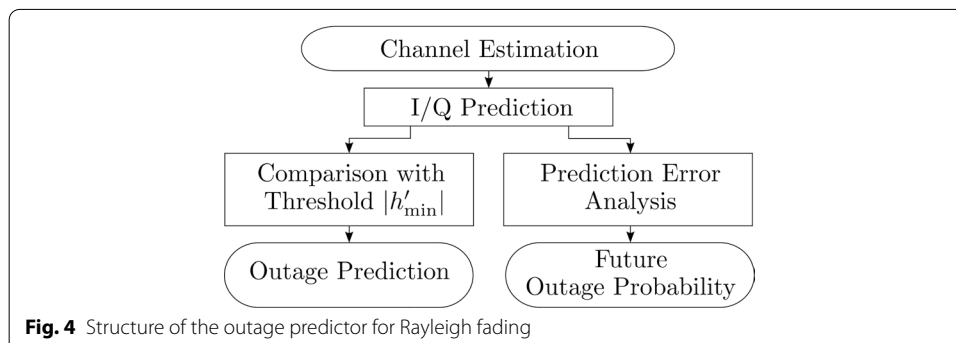 Channel Estimation
I/Q Prediction
Comparison with
Threshold |h′min|
Prediction Error
Analysis
Outage Prediction
Future
Outage Probability
Fig. 4 Structure of the outage predictor for Rayleigh fading